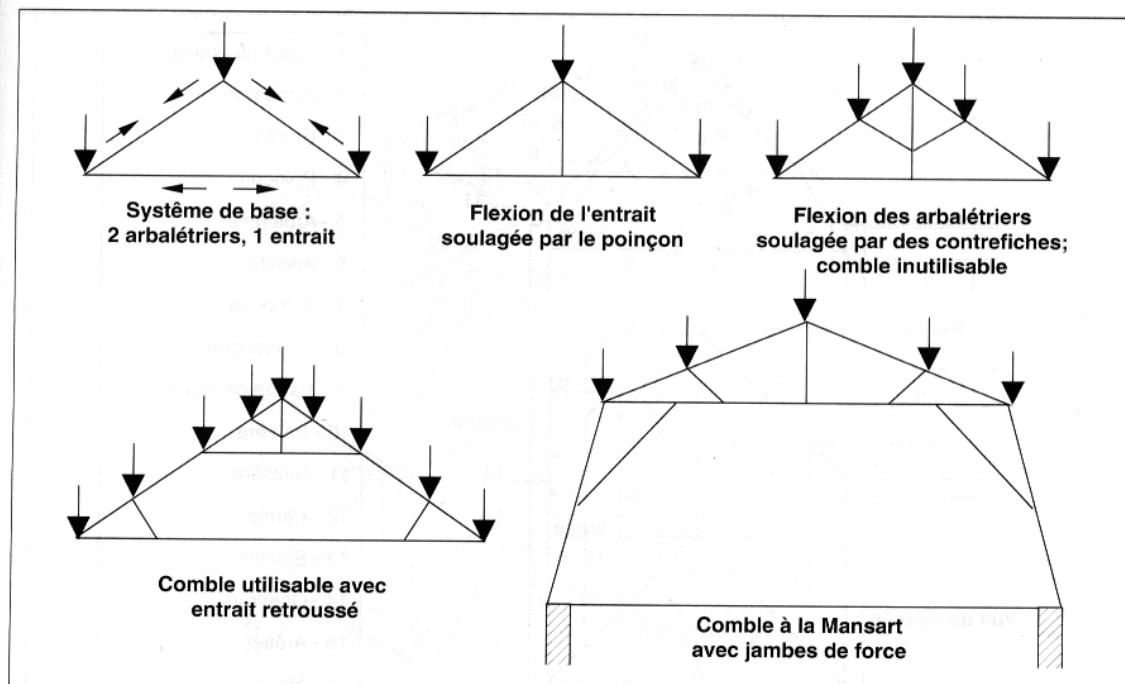 Systême de base :
2 arbalétriers, 1 entrait
Flexion de l'entrait
soulagée par le poinçon
Flexion des arbalétriers
soulagée par des contrefiches;
comble inutilisable
Comble utilisable avec
entrait retroussé
Comble à la Mansart
avec jambes de force